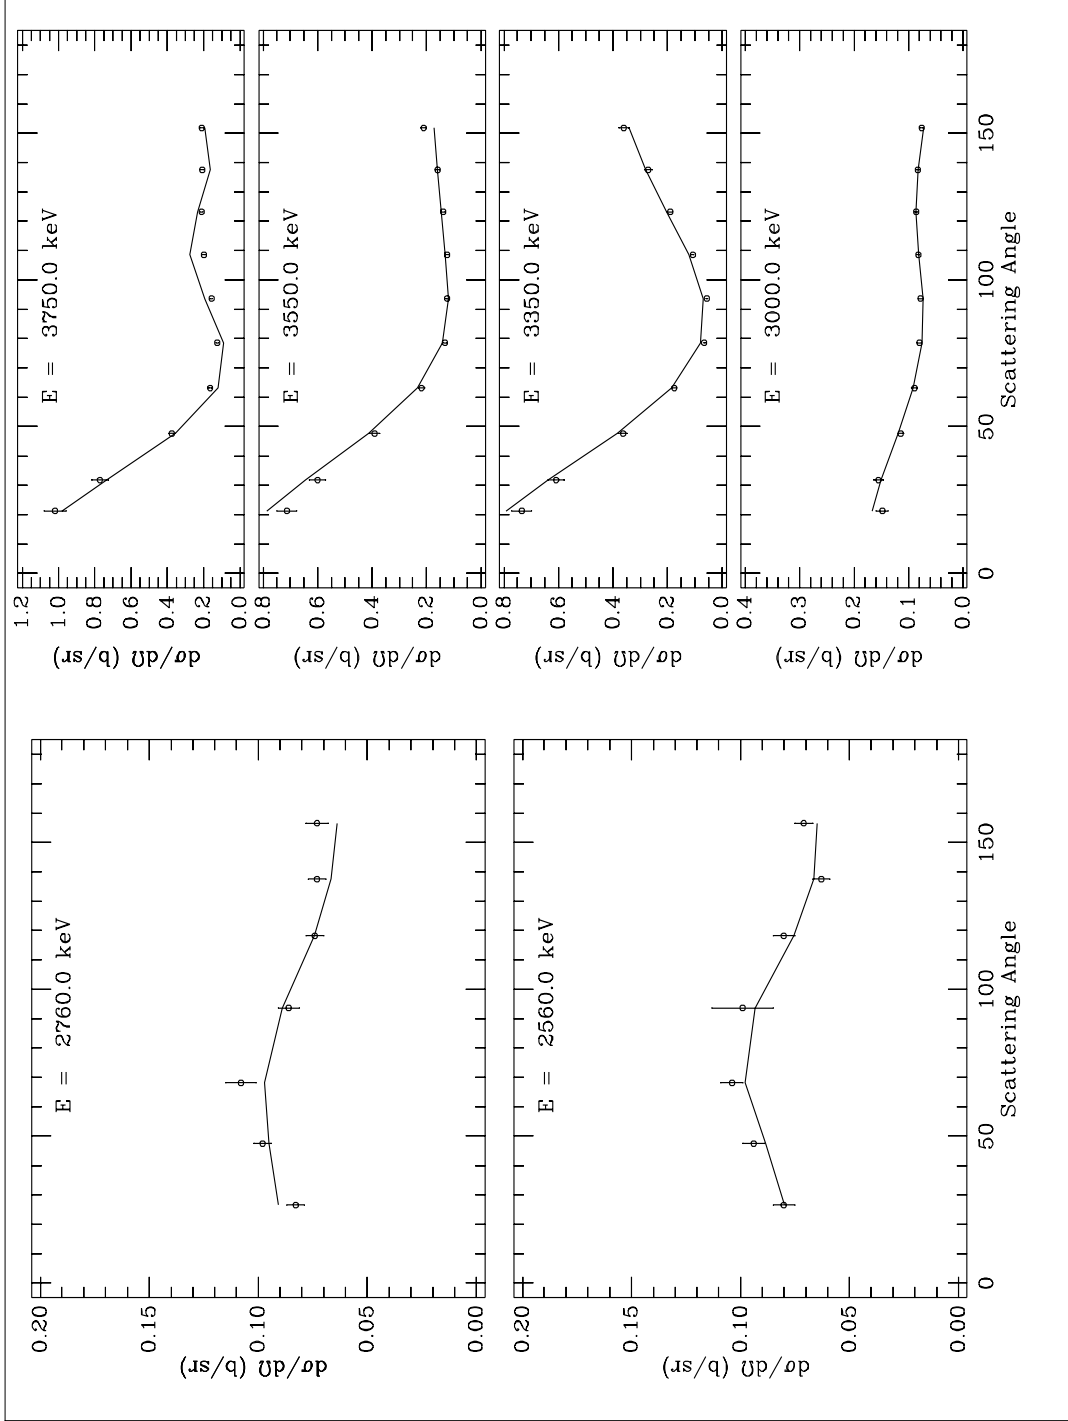 dσ/dΩ (b/sr)
0.20
0.15
0.10
0.05
0.00
E = 2760.0 keV
dσ/dΩ (b/sr)
0.20
0.15
0.10
0.05
0.00
E = 2560.0 keV
0 50 100 150
Scattering Angle
dσ/dΩ (b/sr)
1.2
1.0
0.8
0.6
0.4
0.2
0.0
E = 3750.0 keV
dσ/dΩ (b/sr)
0.8
0.6
0.4
0.2
0.0
E = 3550.0 keV
dσ/dΩ (b/sr)
0.8
0.6
0.4
0.2
0.0
E = 3350.0 keV
dσ/dΩ (b/sr)
0.4
0.3
0.2
0.1
0.0
E = 3000.0 keV
0 50 100 150
Scattering Angle